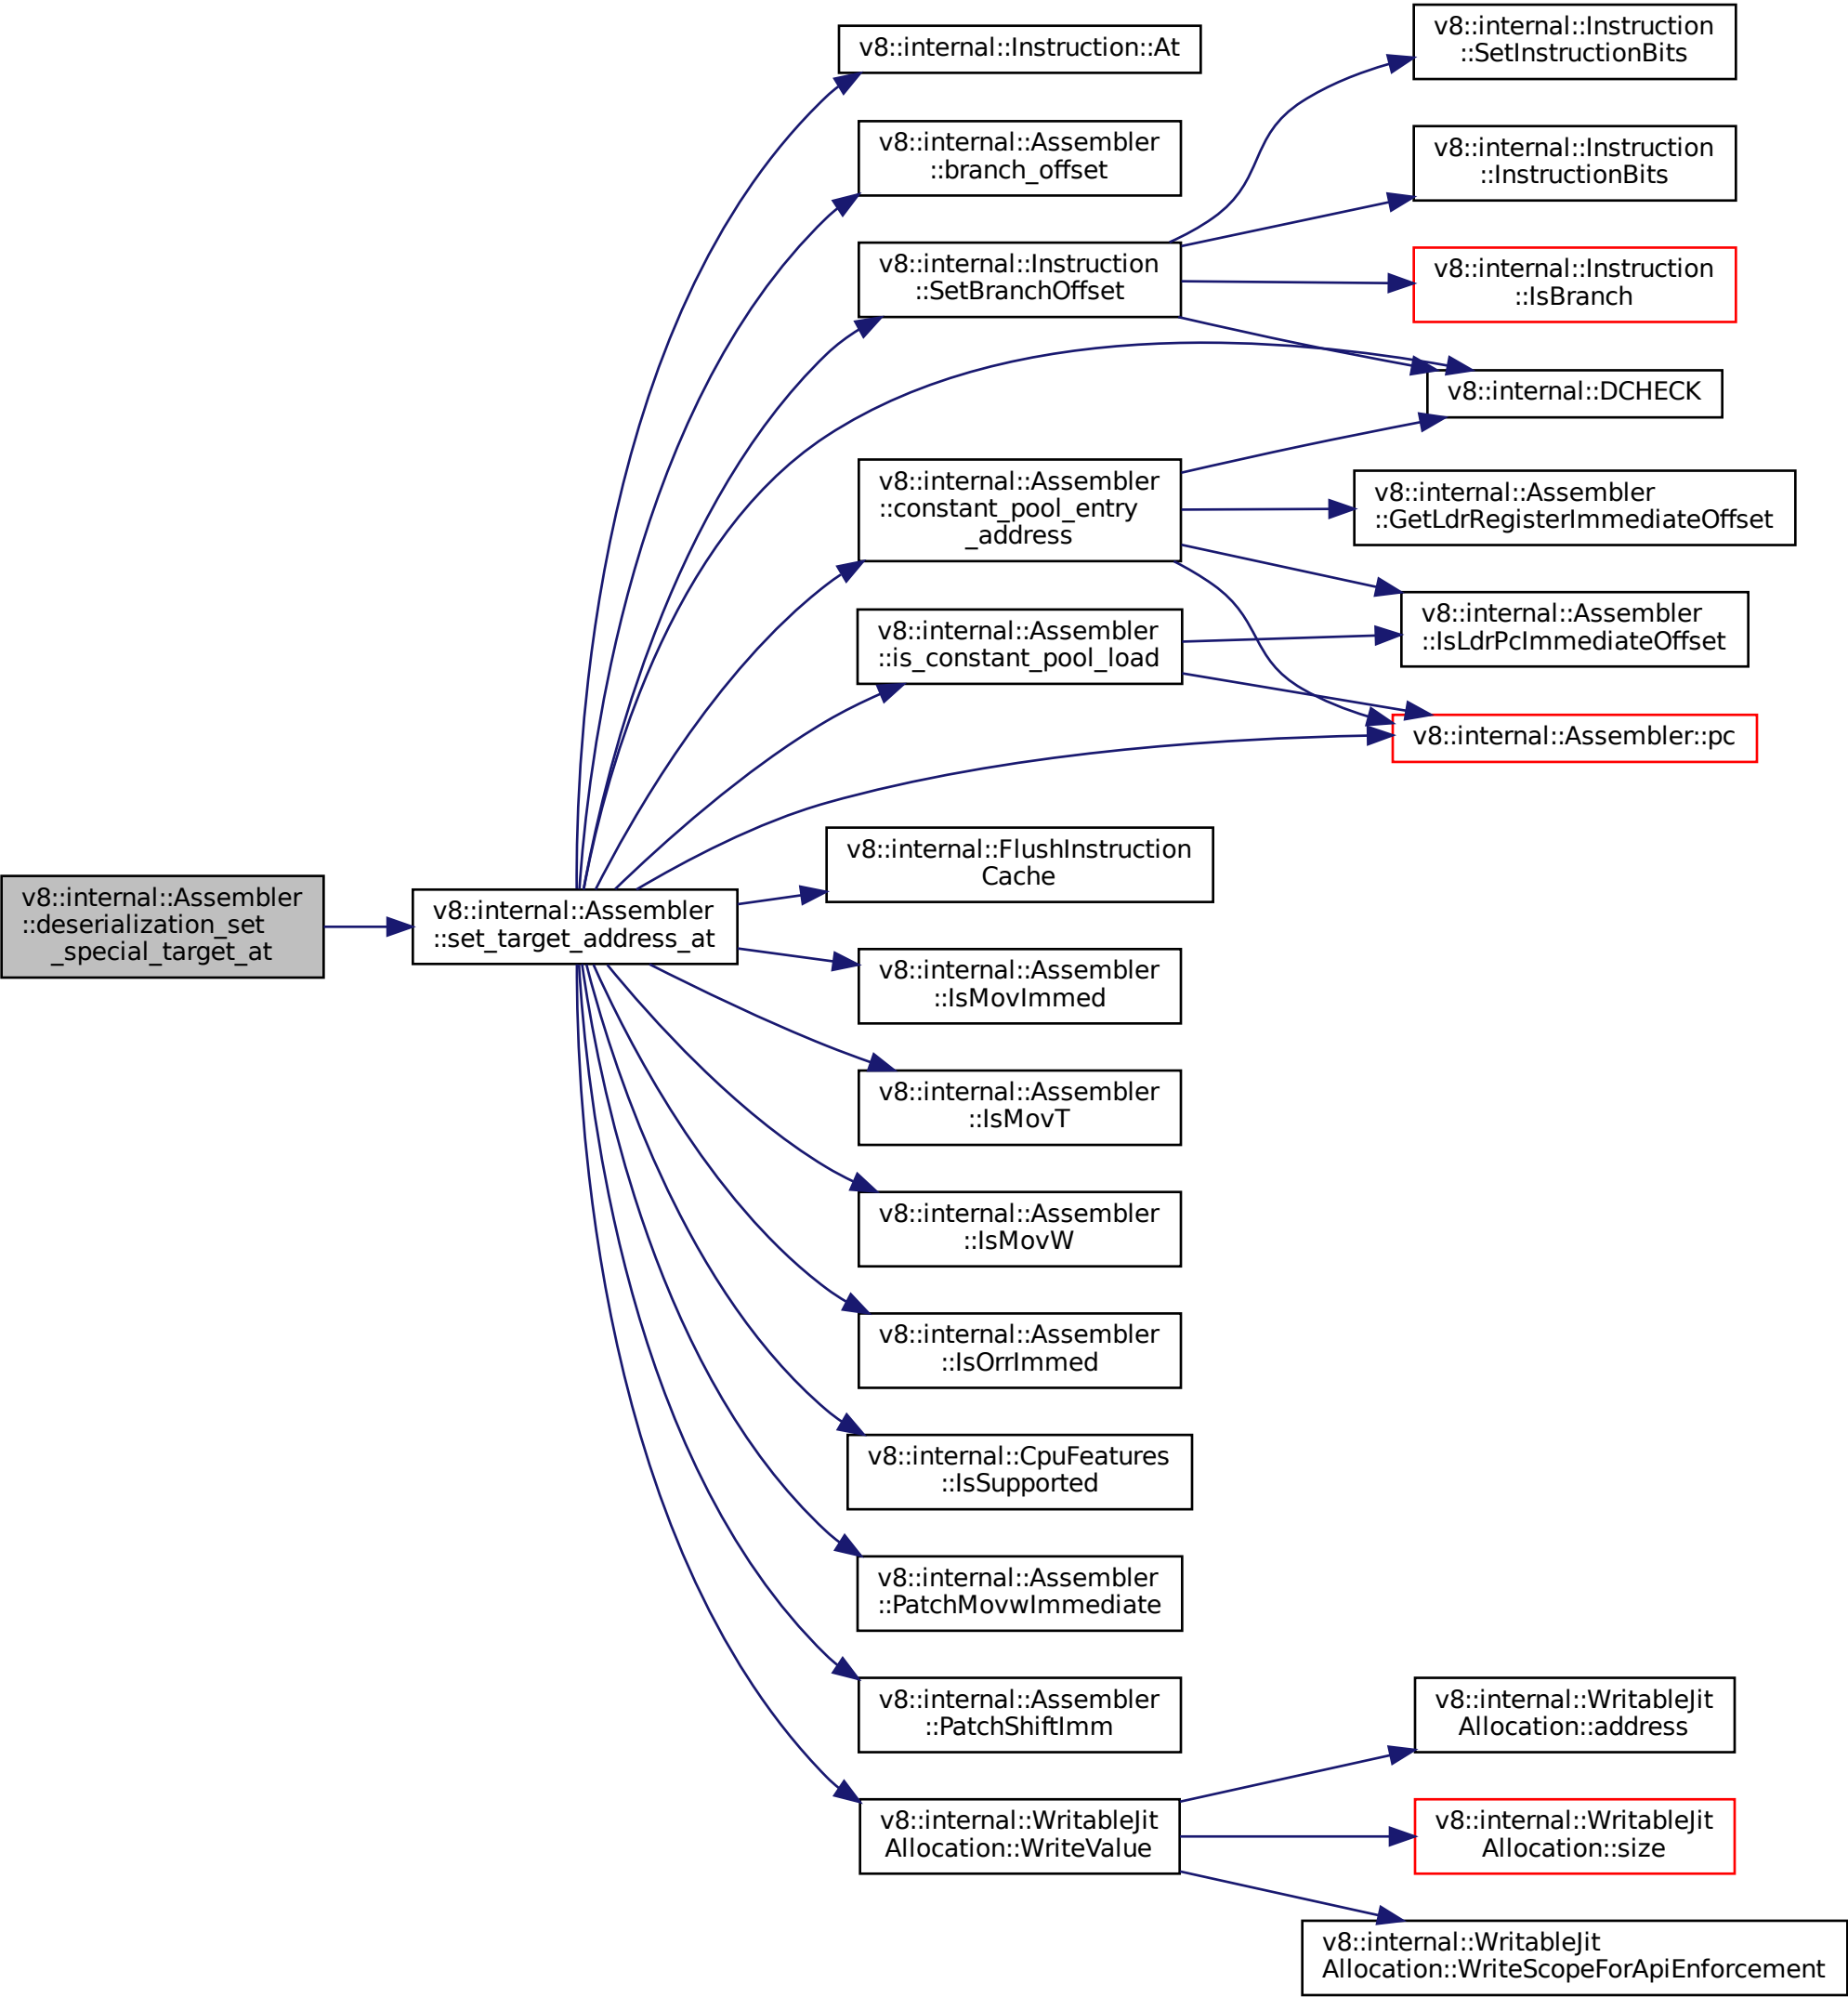 v8::internal::Assembler
::deserialization_set
_special_target_at
v8::internal::Assembler
::set_target_address_at
v8::internal::Instruction::At
v8::internal::Assembler
::branch_offset
v8::internal::Instruction
::SetBranchOffset
v8::internal::Assembler
::constant_pool_entry
_address
v8::internal::Assembler
::is_constant_pool_load
v8::internal::FlushInstruction
Cache
v8::internal::Assembler
::IsMovImmed
v8::internal::Assembler
::IsMovT
v8::internal::Assembler
::IsMovW
v8::internal::Assembler
::IsOrrImmed
v8::internal::CpuFeatures
::IsSupported
v8::internal::Assembler
::PatchMovwImmediate
v8::internal::Assembler
::PatchShiftImm
v8::internal::WritableJit
Allocation::WriteValue
v8::internal::Instruction
::SetInstructionBits
v8::internal::Instruction
::InstructionBits
v8::internal::Instruction
::IsBranch
v8::internal::DCHECK
v8::internal::Assembler
::GetLdrRegisterImmediateOffset
v8::internal::Assembler
::IsLdrPcImmediateOffset
v8::internal::Assembler::pc
v8::internal::WritableJit
Allocation::address
v8::internal::WritableJit
Allocation::size
v8::internal::WritableJit
Allocation::WriteScopeForApiEnforcement